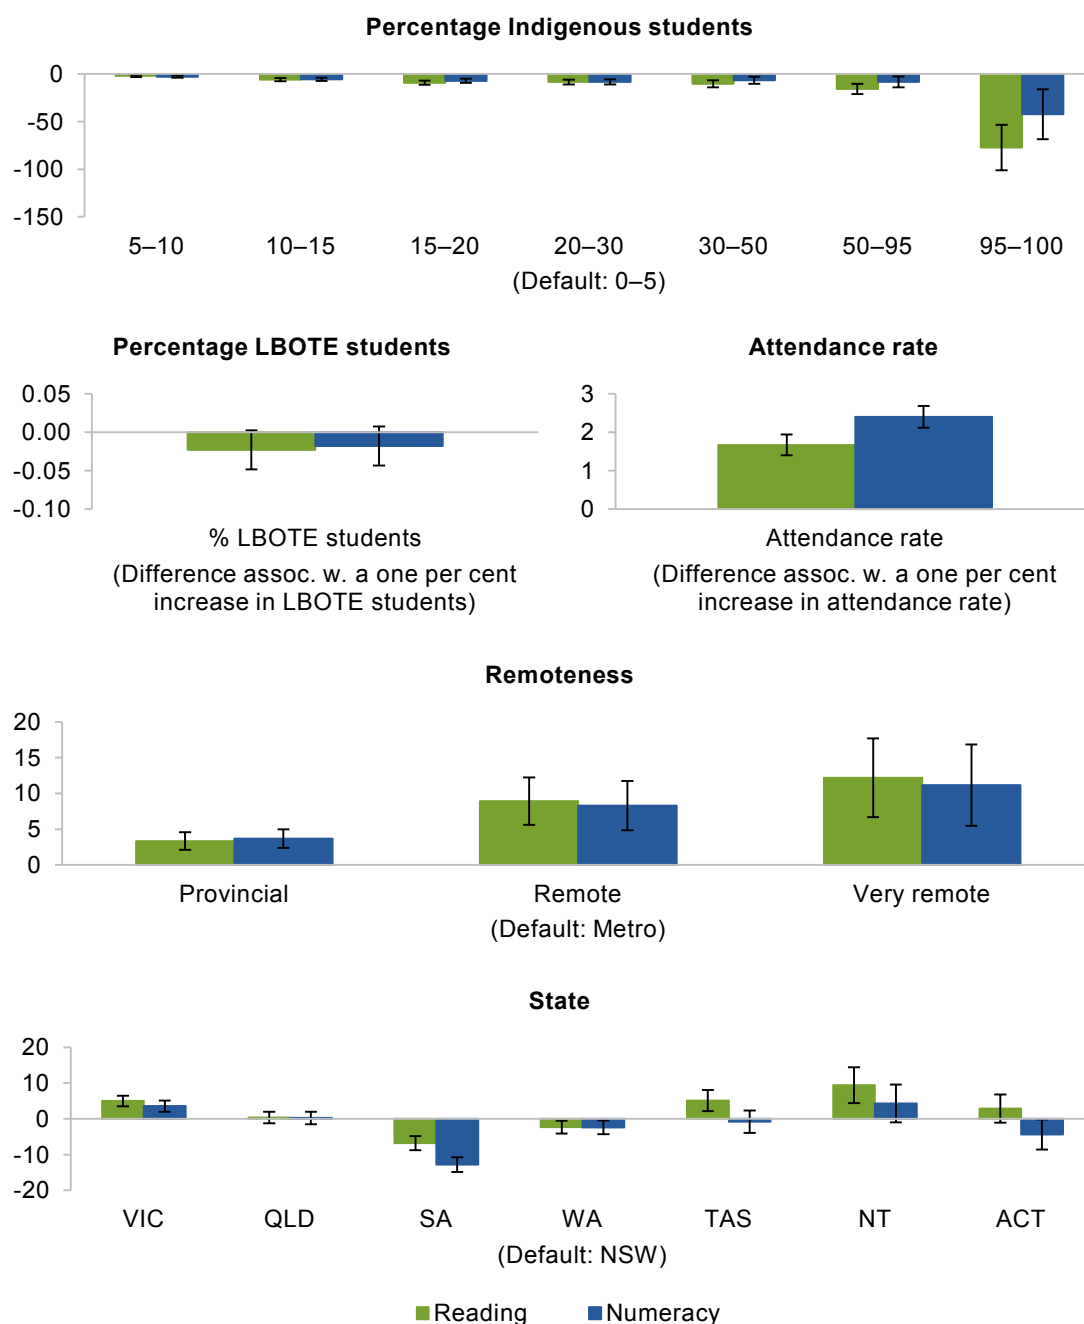 Percentage Indigenous students
0
-50
-100
-150
5–10 10–15 15–20 20–30 30–50 50–95 95–100
(Default: 0–5)
Percentage LBOTE students
0.05
0.00
-0.05
-0.10
% LBOTE students
(Difference assoc. w. a one per cent
increase in LBOTE students)
Attendance rate
3
2
1
0
Attendance rate
(Difference assoc. w. a one per cent
increase in attendance rate)
Remoteness
20
15
10
5
0
Provincial Remote Very remote
(Default: Metro)
State
20
10
0
-10
-20
VIC QLD SA WA TAS NT ACT
(Default: NSW)
Reading Numeracy